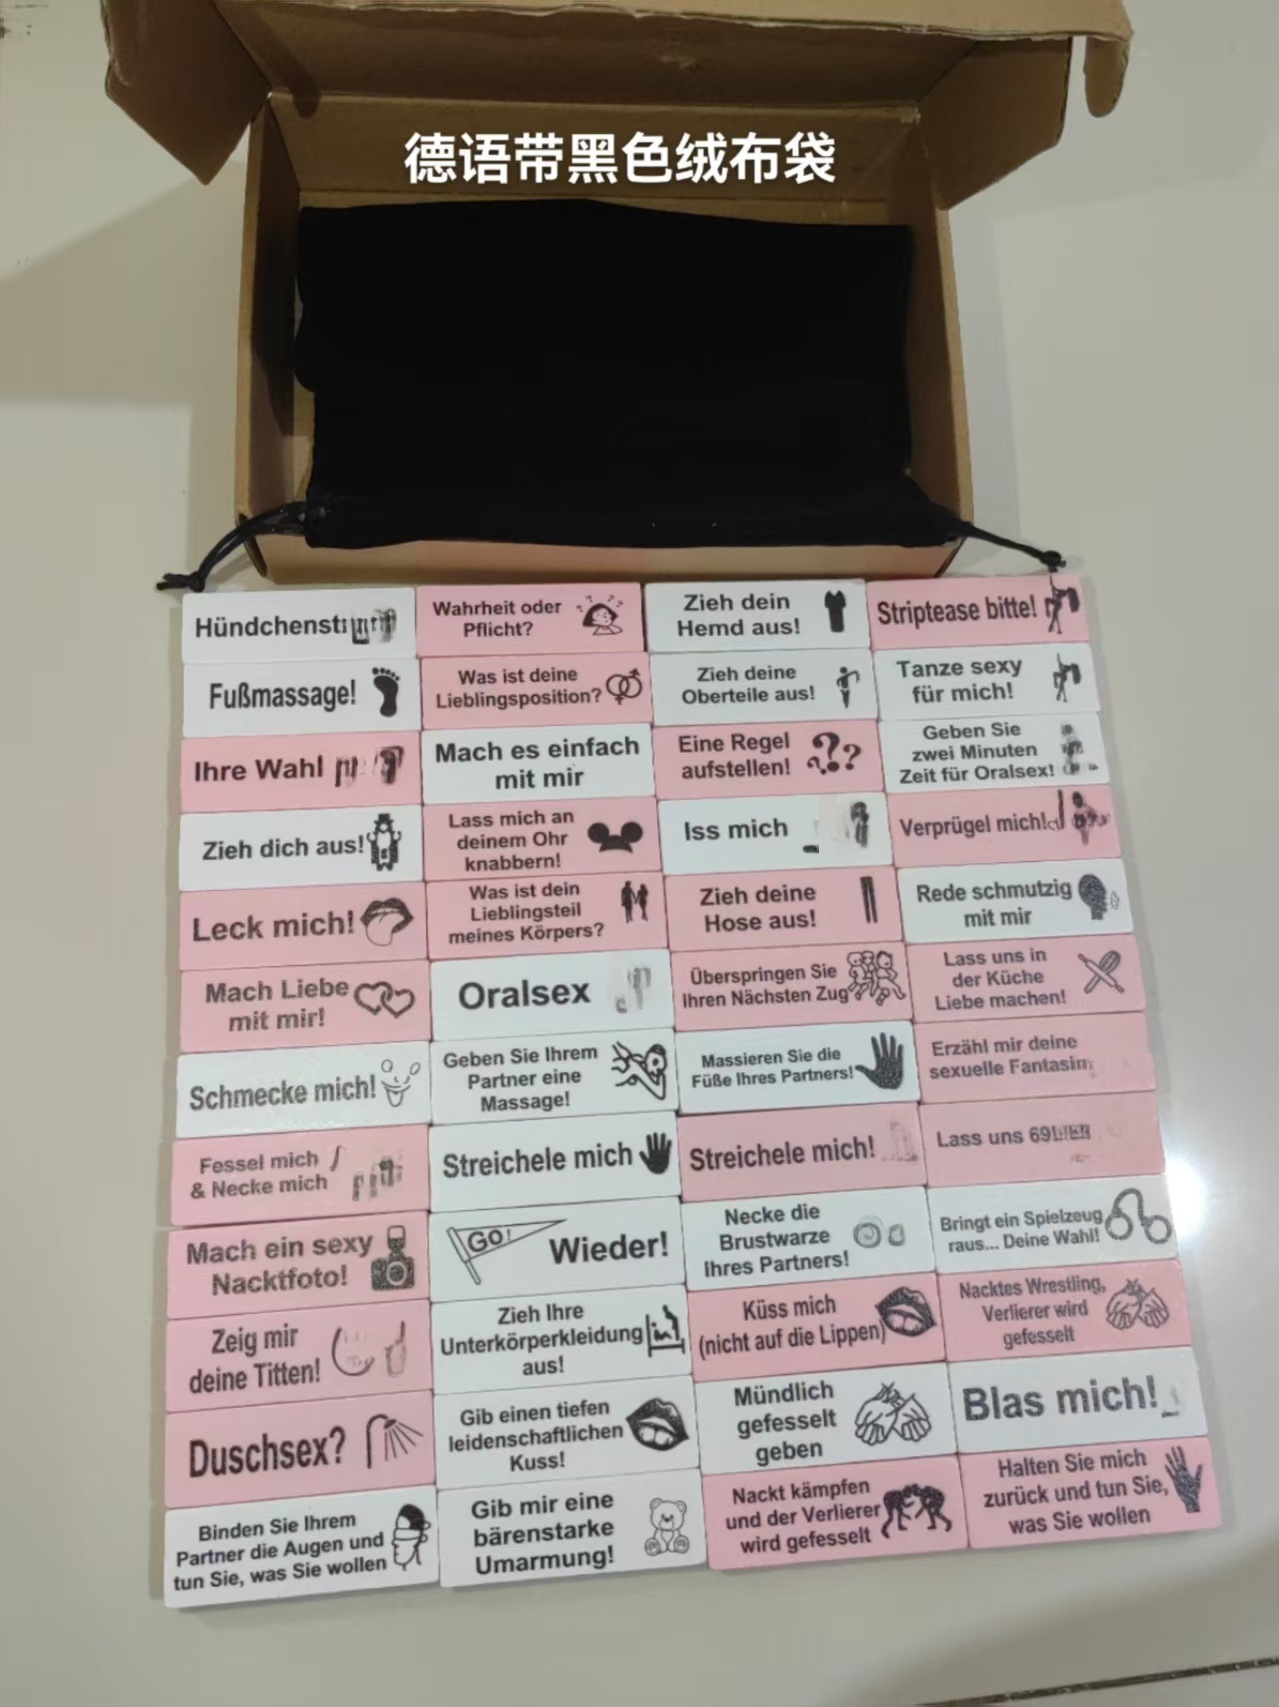 德语带黑色绒布袋
Hündchenst
Wahrheit oder
Pflicht?
Zieh dein
Hemd aus!
Striptease bitte!
Fußmassage!
Was ist deine
Lieblingsposition?
Zieh deine
Oberteile aus!
Tanze sexy
für mich!
Ihre Wahl
Mach es einfach
mit mir
Eine Regel
aufstellen!
Geben Sie
zwei Minuten
Zeit für Oralsex!
Zieh dich aus!
Lass mich an
deinem Ohr
knabbern!
Iss mich
Verprügel mich!
Leck mich!
Was ist dein
Lieblingsteil
meines Körpers?
Zieh deine
Hose aus!
Rede schmutzig
mit mir
Mach Liebe
mit mir!
Oralsex
Überspringen Sie
Ihren Nächsten Zug
Lass uns in
der Küche
Liebe machen!
Schmecke mich!
Geben Sie Ihrem
Partner eine
Massage!
Massieren Sie die
Füße Ihres Partners!
Erzähl mir deine
sexuelle
Fessel mich
& Necke mich
Streichele mich
Streichele mich!
Lass uns 69
Mach ein sexy
Nacktfoto!
GO!
Wieder!
Necke die
Brustwarze
Ihres Partners!
Bringt ein Spielzeug
raus... Deine Wahl!
Zeig mir
deine Titten!
Zieh Ihre
Unterkörperkleidung
aus!
Küss mich
(nicht auf die Lippen)
Nacktes Wrestling,
Verlierer wird
gefesselt
Duschsex?
Gib einen tiefen
leidenschaftlichen
Kuss!
Mündlich
gefesselt
geben
Blas mich!
Binden Sie Ihrem
Partner die Augen und
tun Sie, was Sie wollen
Gib mir eine
bärenstarke
Umarmung!
Nackt kämpfen
und der Verlierer
wird gefesselt
Halten Sie mich
zurück und tun Sie,
was Sie wollen